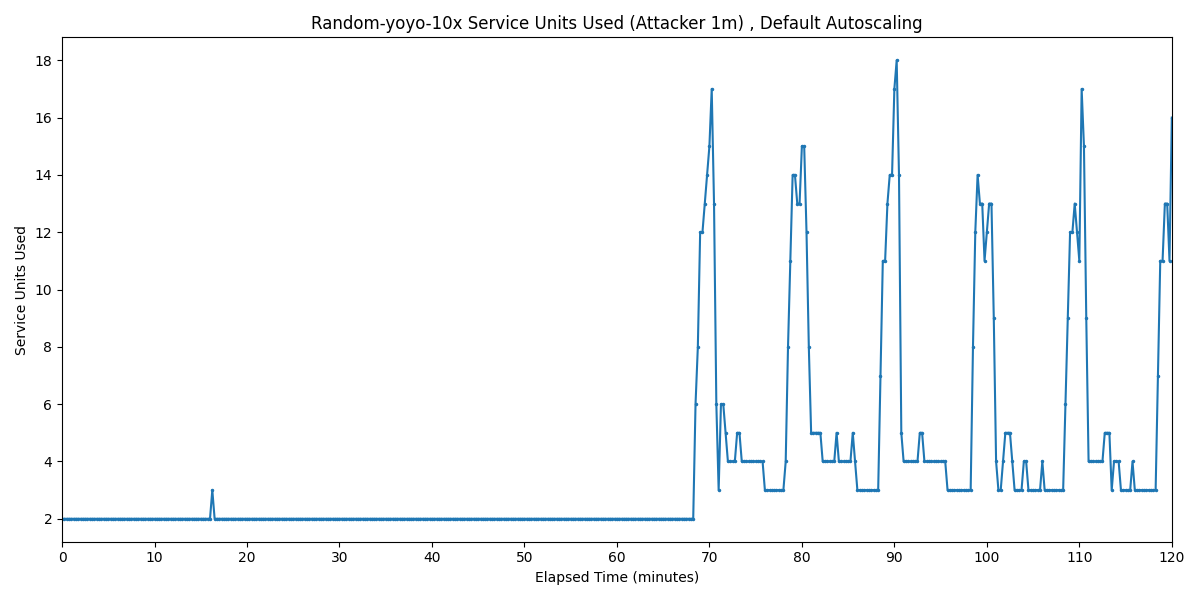 Random-yoyo-10x Service Units Used (Attacker 1m) , Default Autoscaling
Service Units Used
18
16
14
12
10
8
6
4
2
0 10 20 30 40 50 60 70 80 90 100 110 120
Elapsed Time (minutes)